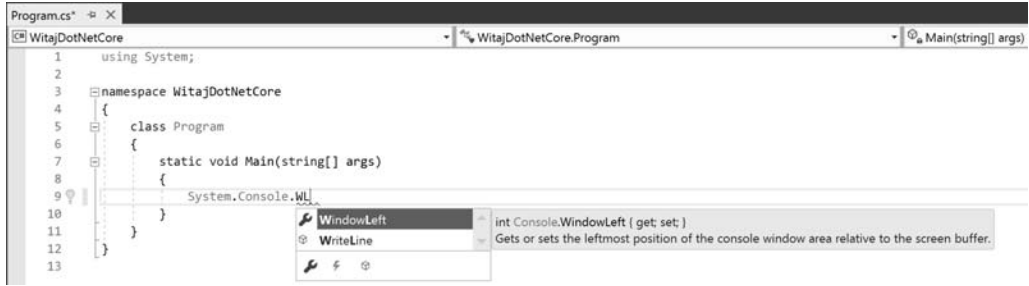 Program.cs*
C# WitajDotNetCore WitajDotNetCore.Program Main(string[] args)
1 using System;
2
3 namespace WitajDotNetCore
4 {
5 class Program
6 {
7 static void Main(string[] args)
8 {
9 System.Console.WL
10 }
11 }
12 }
13
WindowLeft
WriteLine
int Console.WindowLeft { get; set; }
Gets or sets the leftmost position of the console window area relative to the screen buffer.